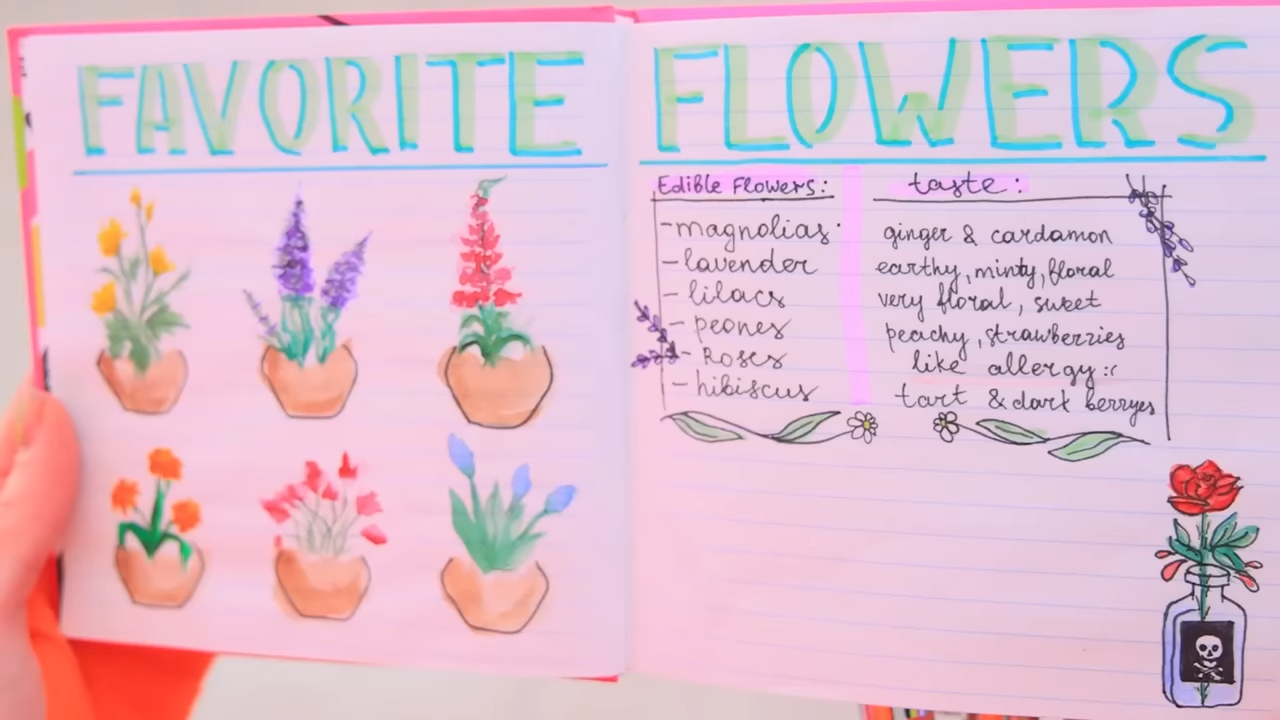 FAVORITE FLOWERS
Edible Flowers: taste:
- magnolias ginger & cardamon
- lavender earthy, minty, floral
- lilacs very floral, sweet
- peones peachy, strawberries
- Roses like allergy :(
- hibiscus tart & dark berryes